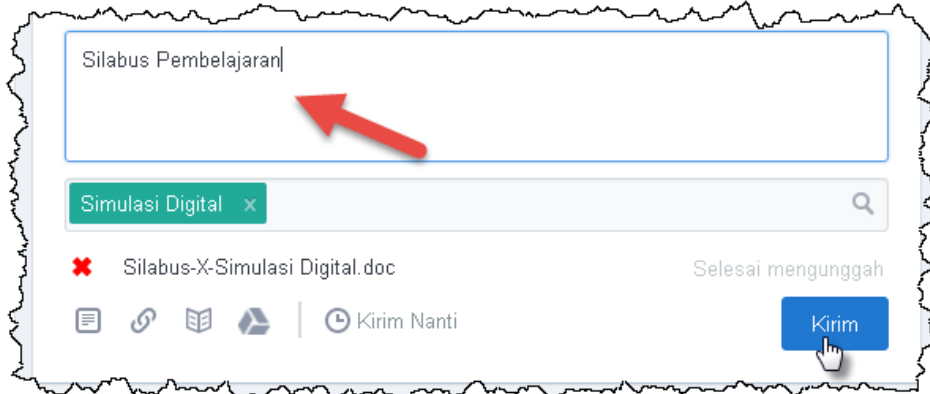 Silabus Pembelajaran
Simulasi Digital x
Silabus-X-Simulasi Digital.doc Selesai mengunggah
Kirim Nanti Kirim